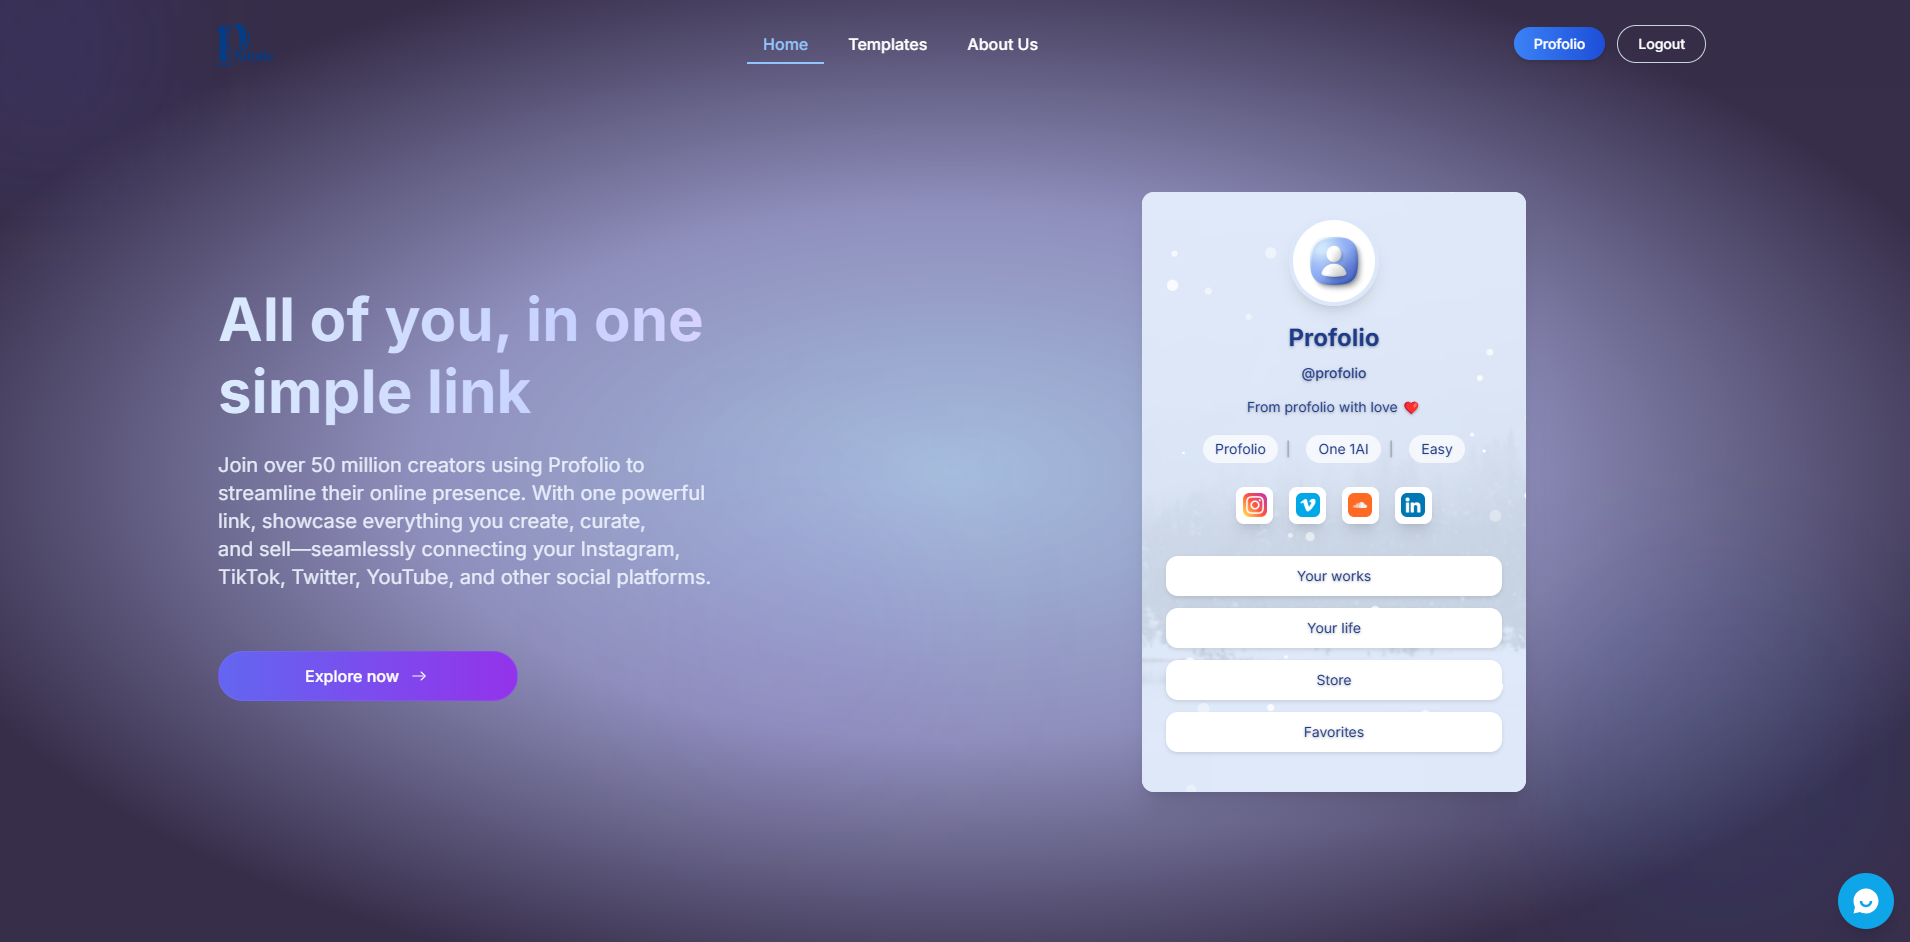 Home
Templates
About Us
Profolio
Logout
All of you, in one
simple link
Join over 50 million creators using Profolio to
streamline their online presence. With one powerful
link, showcase everything you create, curate,
and sell—seamlessly connecting your Instagram,
TikTok, Twitter, YouTube, and other social platforms.
Explore now →
Profolio
@profolio
From profolio with love ❤️
Profolio | One 1AI | Easy
Your works
Your life
Store
Favorites